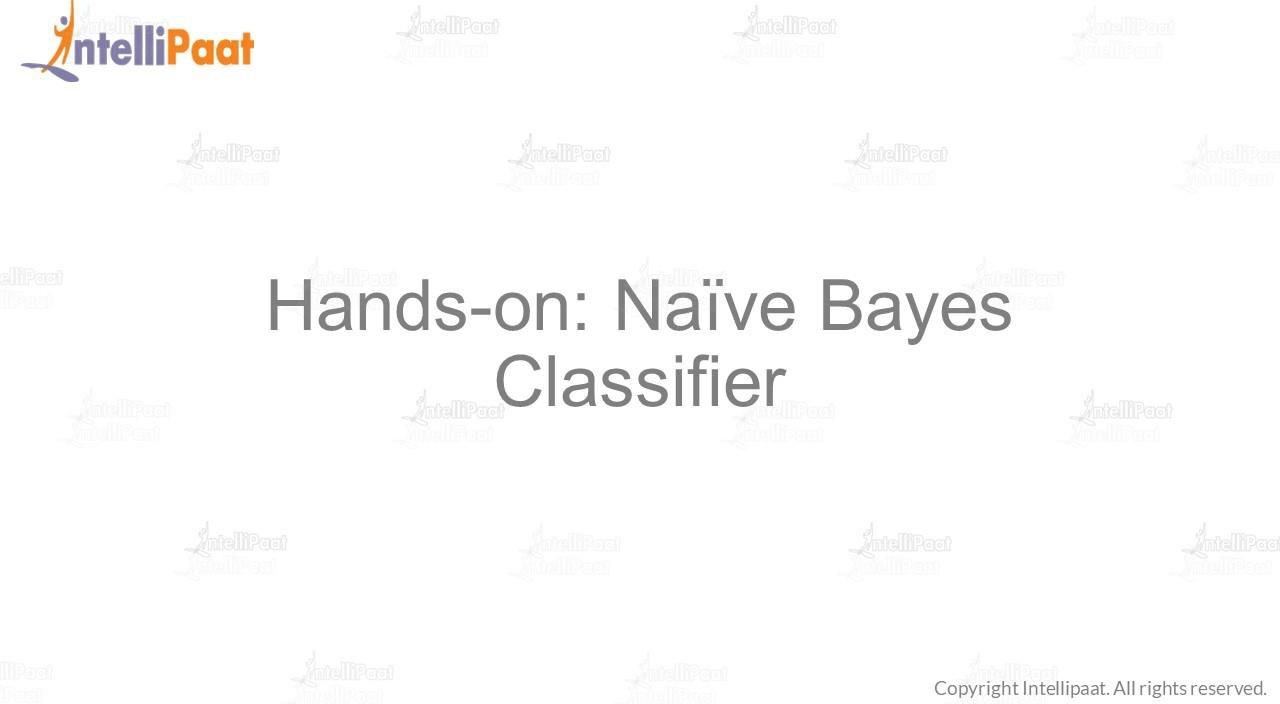 IntelliPaat
Hands-on: Naïve Bayes
Classifier
Copyright Intellipaat. All rights reserved.